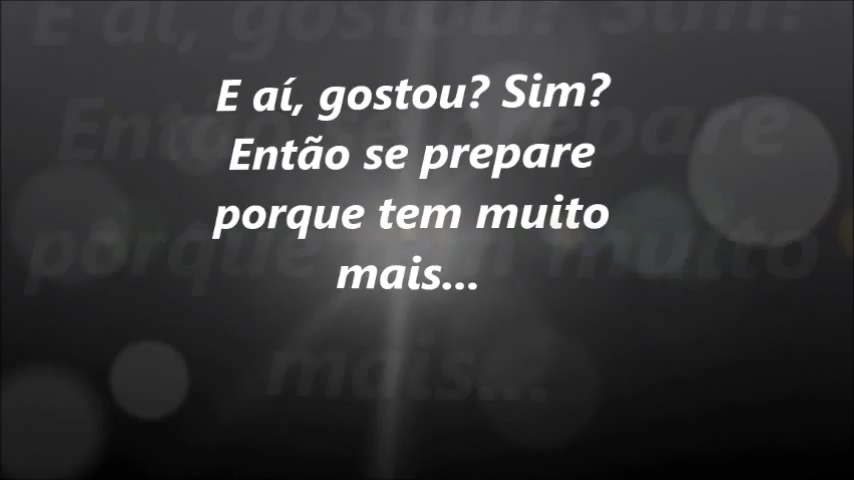 E aí, gostou? Sim?
Então se prepare
porque tem muito
mais...